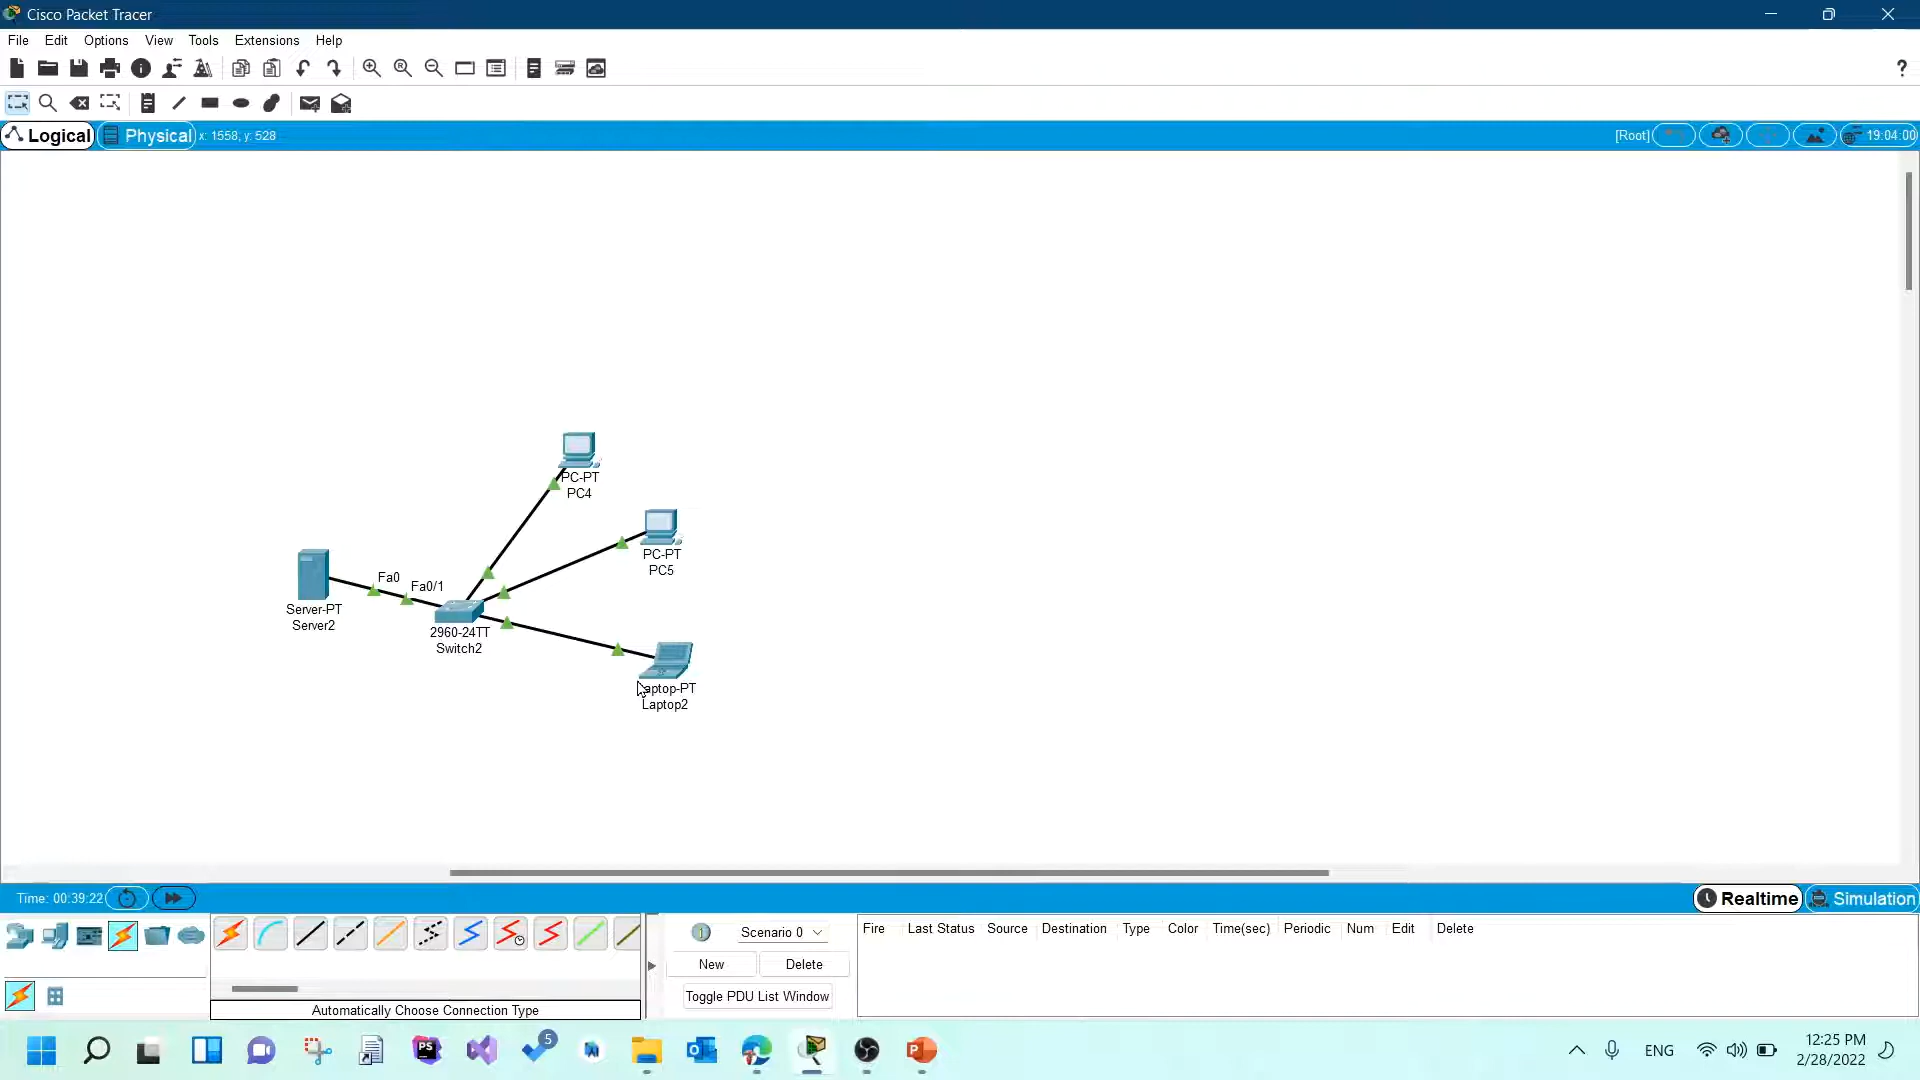 Cisco Packet Tracer
File Edit Options View Tools Extensions Help
?
Logical Physical x: 1558; y: 528 [Root] 19:04:00
PC-PT
PC4
PC-PT
PC5
Fa0
Fa0/1
Server-PT
Server2
2960-24TT
Switch2
aptop-PT
Laptop2
Time: 00:39:22 Realtime Simulation
Scenario 0
New Delete
Toggle PDU List Window
Fire Last Status Source Destination Type Color Time(sec) Periodic Num Edit Delete
Automatically Choose Connection Type
PS
5
P
ENG
12:25 PM
2/28/2022